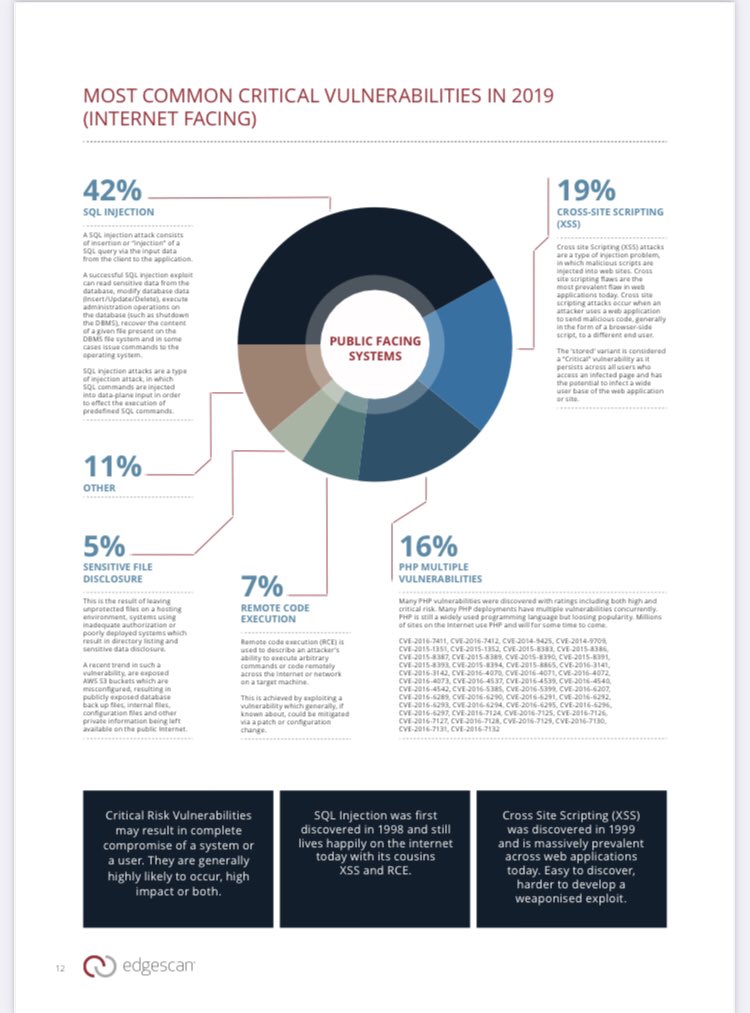 MOST COMMON CRITICAL VULNERABILITIES IN 2019
(INTERNET FACING)
42%
SQL INJECTION
A SQL injection attack consists
of insertion or "injection" of a
SQL query via the input data
from the client to the application.
A successful SQL injection exploit
can read sensitive data from the
database, modify database data
(Insert/Update/Delete), execute
administration operations on
the database (such as shutdown
the DBMS), recover the content
of a given file present on the
DBMS file system and in some
cases issue commands to the
operating system.
SQL injection attacks are a type
of injection attack, in which
SQL commands are injected
into data-plane input in order
to effect the execution of
predefined SQL commands.
19%
CROSS-SITE SCRIPTING
(XSS)
Cross site Scripting (XSS) attacks
are a type of injection problem,
in which malicious scripts are
injected into web sites. Cross
site scripting flaws are the
most prevalent flaw in web
applications today. Cross site
scripting attacks occur when an
attacker uses a web application
to send malicious code, generally
in the form of a browser-side
script, to a different end user.
The 'stored' variant is considered
a "Critical" vulnerability as it
persists across all users who
access an infected page and has
the potential to infect a wide
user base of the web application
or site.
PUBLIC FACING
SYSTEMS
11%
OTHER
5%
SENSITIVE FILE
DISCLOSURE
This is the result of leaving
unprotected files on a hosting
environment, systems using
inadequate authorization or
poorly deployed systems which
result in directory listing and
sensitive data disclosure.
A recent trend in such a
vulnerability, are exposed
AWS S3 buckets which are
misconfigured, resulting in
publicly exposed database
back up files, internal files,
configuration files and other
private information being left
available on the public Internet.
7%
REMOTE CODE
EXECUTION
Remote code execution (RCE) is
used to describe an attacker's
ability to execute arbitrary
commands or code remotely
across the Internet or network
on a target machine.
This is achieved by exploiting a
vulnerability which generally, if
known about, could be mitigated
via a patch or configuration
change.
16%
PHP MULTIPLE
VULNERABILITIES
Many PHP vulnerabilities were discovered with ratings including both high and
critical risk. Many PHP deployments have multiple vulnerabilities concurrently.
PHP is still a widely used programming language but loosing popularity. Millions
of sites on the Internet use PHP and will for some time to come.
CVE-2016-7411, CVE-2016-7412, CVE-2014-9425, CVE-2014-9709,
CVE-2015-1351, CVE-2015-1352, CVE-2015-8383, CVE-2015-8386,
CVE-2015-8387, CVE-2015-8389, CVE-2015-8390, CVE-2015-8391,
CVE-2015-8393, CVE-2015-8394, CVE-2015-8865, CVE-2016-3141,
CVE-2016-3142, CVE-2016-4070, CVE-2016-4071, CVE-2016-4072,
CVE-2016-4073, CVE-2016-4537, CVE-2016-4539, CVE-2016-4540,
CVE-2016-4542, CVE-2016-5385, CVE-2016-5399, CVE-2016-6207,
CVE-2016-6289, CVE-2016-6290, CVE-2016-6291, CVE-2016-6292,
CVE-2016-6293, CVE-2016-6294, CVE-2016-6295, CVE-2016-6296,
CVE-2016-6297, CVE-2016-7124, CVE-2016-7125, CVE-2016-7126,
CVE-2016-7127, CVE-2016-7128, CVE-2016-7129, CVE-2016-7130,
CVE-2016-7131, CVE-2016-7132
Critical Risk Vulnerabilities
may result in complete
compromise of a system or
a user. They are generally
highly likely to occur, high
impact or both.
SQL Injection was first
discovered in 1998 and still
lives happily on the internet
today with its cousins
XSS and RCE.
Cross Site Scripting (XSS)
was discovered in 1999
and is massively prevalent
across web applications
today. Easy to discover,
harder to develop a
weaponised exploit.
12
edgescan